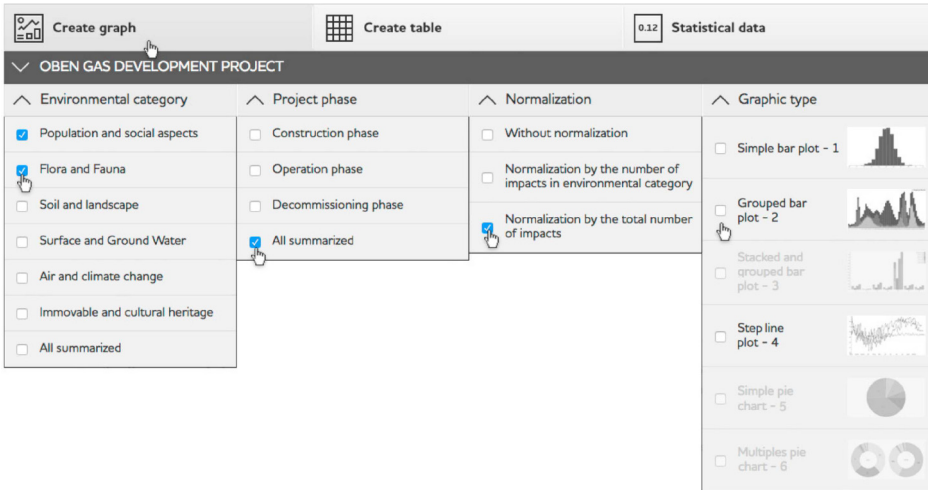 Create graph
Create table
0.12 Statistical data
OBEN GAS DEVELOPMENT PROJECT
Environmental category
Population and social aspects
Flora and Fauna
Soil and landscape
Surface and Ground Water
Air and climate change
Immovable and cultural heritage
All summarized
Project phase
Construction phase
Operation phase
Decommissioning phase
All summarized
Normalization
Without normalization
Normalization by the number of
impacts in environmental category
Normalization by the total number
of impacts
Graphic type
Simple bar plot - 1
Grouped bar
plot - 2
Stacked and
grouped bar
plot - 3
Step line
plot - 4
Simple pie
chart - 5
Multiples pie
chart - 6